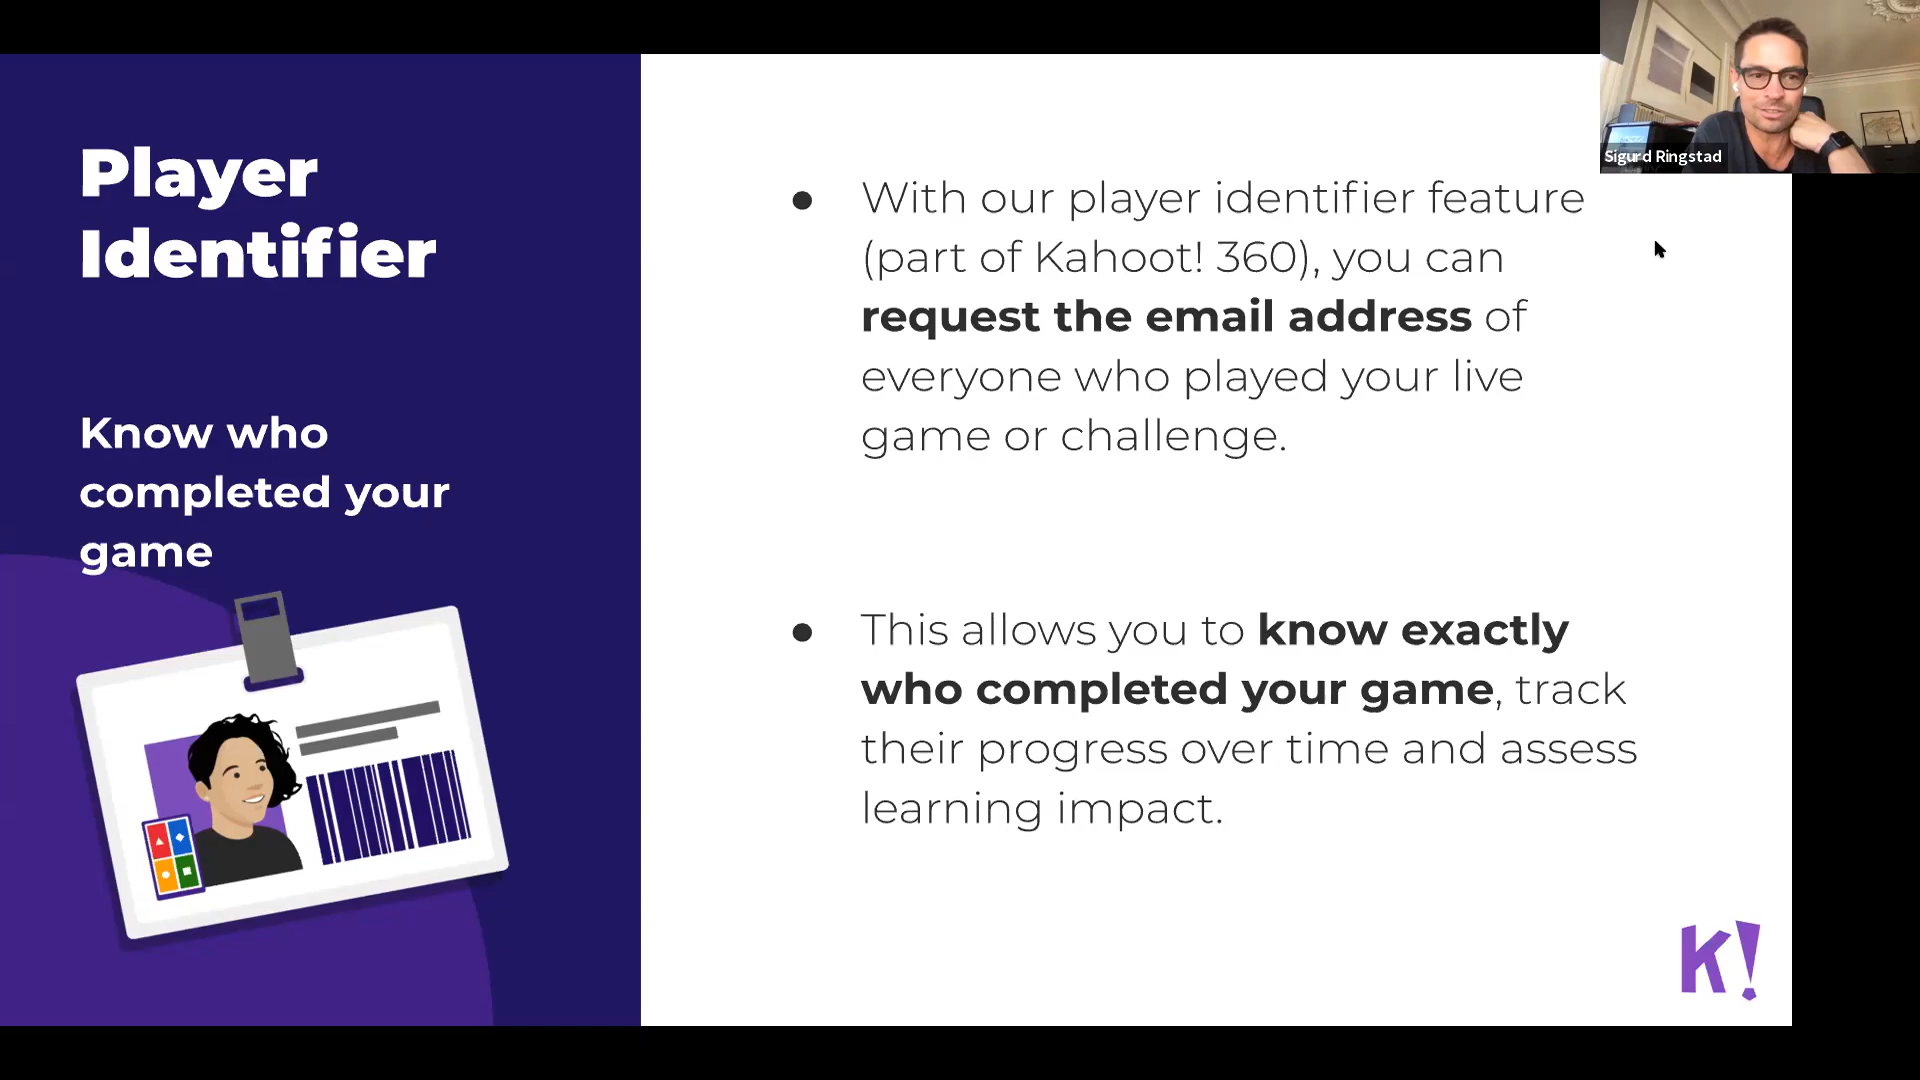 Player
Identifier
Know who
completed your
game
● With our player identifier feature
(part of Kahoot! 360), you can
request the email address of
everyone who played your live
game or challenge.
● This allows you to know exactly
who completed your game, track
their progress over time and assess
learning impact.
K!
Sigurd Ringstad